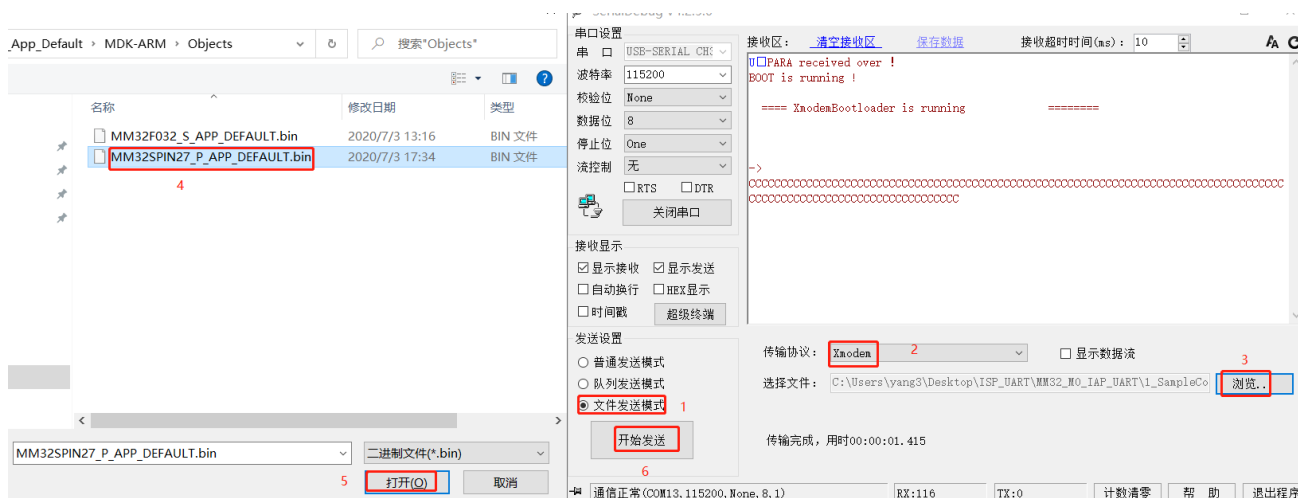 _App_Default › MDK-ARM › Objects
搜索"Objects"
名称 修改日期 类型
MM32F032_S_APP_DEFAULT.bin 2020/7/3 13:16 BIN 文件
MM32SPIN27_P_APP_DEFAULT.bin 2020/7/3 17:34 BIN 文件
4
MM32SPIN27_P_APP_DEFAULT.bin 二进制文件(*.bin)
5 打开(O) 取消
串口设置
串 口 USB-SERIAL CH
波特率 115200
校验位 None
数据位 8
停止位 One
流控制 无
RTS DTR
关闭串口
接收显示
显示接收 显示发送
自动换行 HEX显示
时间戳 超级终端
发送设置
普通发送模式
队列发送模式
文件发送模式 1
开始发送
6
接收区: 清空接收区 保存数据 接收超时时间(ms): 10
PARA received over !
BOOT is running !
==== XmodemBootloader is running ========
->
传输协议: Xmodem 2 显示数据流
3
选择文件: C:\Users\yang3\Desktop\ISP_UART\MM32_M0_IAP_UART\1_SampleCo 浏览..
传输完成，用时00:00:01.415
通信正常(COM13,115200,None,8,1) RX:116 TX:0 计数清零 帮 助 退出程序